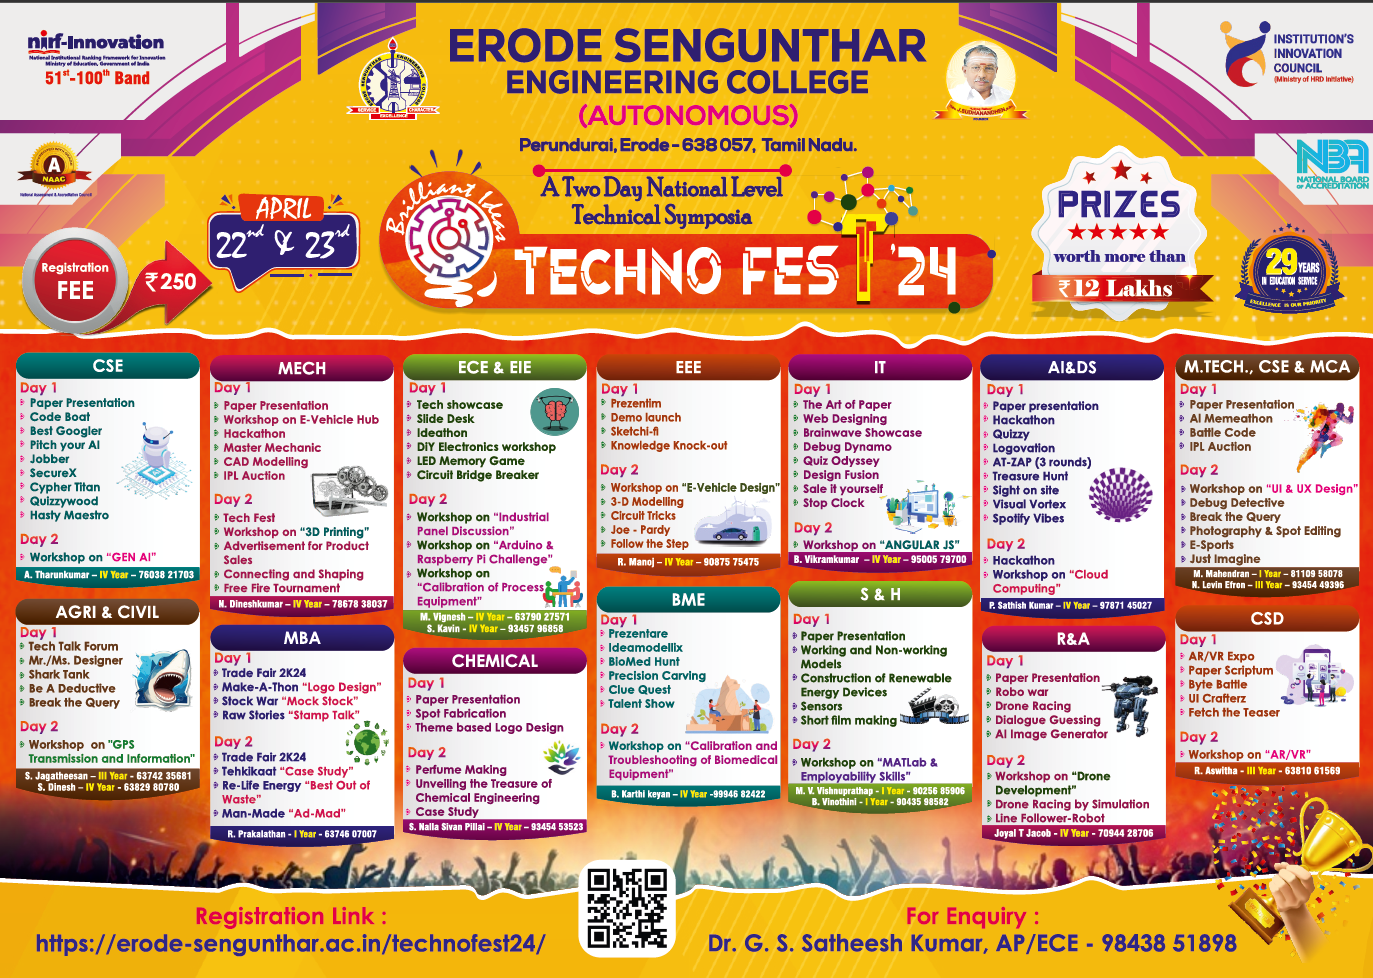 nirf-Innovation
National Institutional Ranking Framework for Innovation
Ministry of Education, Government of India
51st-100th Band
ERODE SENGUNTHAR
ENGINEERING COLLEGE
(AUTONOMOUS)
Perundurai, Erode - 638 057, Tamil Nadu.
INSTITUTION'S
INNOVATION
COUNCIL
(Ministry of HRD Initiative)
A
NAAC
NBA
NATIONAL BOARD
OF ACCREDITATION
APRIL
22nd & 23rd
Registration
FEE
₹250
Brilliant Ideas
A Two Day National Level
Technical Symposia
TECHNO FEST '24
PRIZES
worth more than
₹12 Lakhs
29 YEARS
IN EDUCATION SERVICE
EXCELLENCE IS OUR PRIORITY
CSE
Day 1
Paper Presentation
Code Boat
Best Googler
Pitch your AI
Jobber
SecureX
Cypher Titan
Quizzywood
Hasty Maestro
Day 2
Workshop on “GEN AI”
A. Tharunkumar – IV Year – 76038 21703
MECH
Day 1
Paper Presentation
Workshop on E-Vehicle Hub
Hackathon
Master Mechanic
CAD Modelling
IPL Auction
Day 2
Tech Fest
Workshop on “3D Printing”
Advertisement for Product
Sales
Connecting and Shaping
Free Fire Tournament
N. Dineshkumar – IV Year – 78678 38037
ECE & EIE
Day 1
Tech showcase
Slide Desk
Ideathon
DIY Electronics workshop
LED Memory Game
Circuit Bridge Breaker
Day 2
Workshop on “Industrial
Panel Discussion”
Workshop on “Arduino &
Raspberry Pi Challenge”
Workshop on
“Calibration of Process
Equipment”
M. Vignesh – IV Year – 63790 27571
S. Kavin - IV Year – 93457 96858
EEE
Day 1
Prezentim
Demo launch
Sketchi-fi
Knowledge Knock-out
Day 2
Workshop on “E-Vehicle Design”
3-D Modelling
Circuit Tricks
Joe - Pardy
Follow the Step
R. Manoj – IV Year – 90875 75475
IT
Day 1
The Art of Paper
Web Designing
Brainwave Showcase
Debug Dynamo
Quiz Odyssey
Design Fusion
Sale it yourself
Stop Clock
Day 2
Workshop on “ANGULAR JS”
B. Vikramkumar – IV Year – 95005 79700
AI&DS
Day 1
Paper presentation
Hackathon
Quizzy
Logovation
AT-ZAP (3 rounds)
Treasure Hunt
Sight on site
Visual Vortex
Spotify Vibes
Day 2
Hackathon
Workshop on “Cloud
Computing”
P. Sathish Kumar – IV Year – 97871 45027
M.TECH., CSE & MCA
Day 1
Paper Presentation
AI Memeathon
Battle Code
IPL Auction
Day 2
Workshop on “UI & UX Design”
Debug Detective
Break the Query
Photography & Spot Editing
E-Sports
Just Imagine
M. Mahendran – I Year – 81109 58078
N. Levin Efron – III Year – 93454 49396
AGRI & CIVIL
Day 1
Tech Talk Forum
Mr./Ms. Designer
Shark Tank
Be A Deductive
Break the Query
Day 2
Workshop on "GPS
Transmission and Information”
S. Jagatheesan – III Year - 63742 35681
S. Dinesh – IV Year - 63829 80780
MBA
Day 1
Trade Fair 2K24
Make-A-Thon “Logo Design”
Stock War “Mock Stock”
Raw Stories “Stamp Talk”
Day 2
Trade Fair 2K24
Tehkikaat “Case Study”
Re-Life Energy “Best Out of
Waste”
Man-Made “Ad-Mad”
R. Prakalathan - I Year - 63746 07007
CHEMICAL
Day 1
Paper Presentation
Spot Fabrication
Theme based Logo Design
Day 2
Perfume Making
Unveiling the Treasure of
Chemical Engineering
Case Study
S. Nalla Sivan Pillai – IV Year – 93454 53523
BME
Day 1
Prezentare
Ideamodellix
BioMed Hunt
Precision Carving
Clue Quest
Talent Show
Day 2
Workshop on “Calibration and
Troubleshooting of Biomedical
Equipment”
B. Karthi keyan – IV Year -99946 82422
S & H
Day 1
Paper Presentation
Working and Non-working
Models
Construction of Renewable
Energy Devices
Sensors
Short film making
Day 2
Workshop on “MATLab &
Employability Skills”
M. V. Vishnuprathap - I Year - 90256 85906
B. Vinothini - I Year - 90435 98582
R&A
Day 1
Paper Presentation
Robo war
Drone Racing
Dialogue Guessing
AI Image Generator
Day 2
Workshop on “Drone
Development”
Drone Racing by Simulation
Line Follower-Robot
Joyal T Jacob - IV Year - 70944 28706
CSD
Day 1
AR/VR Expo
Paper Scriptum
Byte Battle
UI Crafterz
Fetch the Teaser
Day 2
Workshop on “AR/VR”
R. Aswitha - III Year - 63810 61569
Registration Link :
https://erode-sengunthar.ac.in/technofest24/
For Enquiry :
Dr. G. S. Satheesh Kumar, AP/ECE - 98438 51898